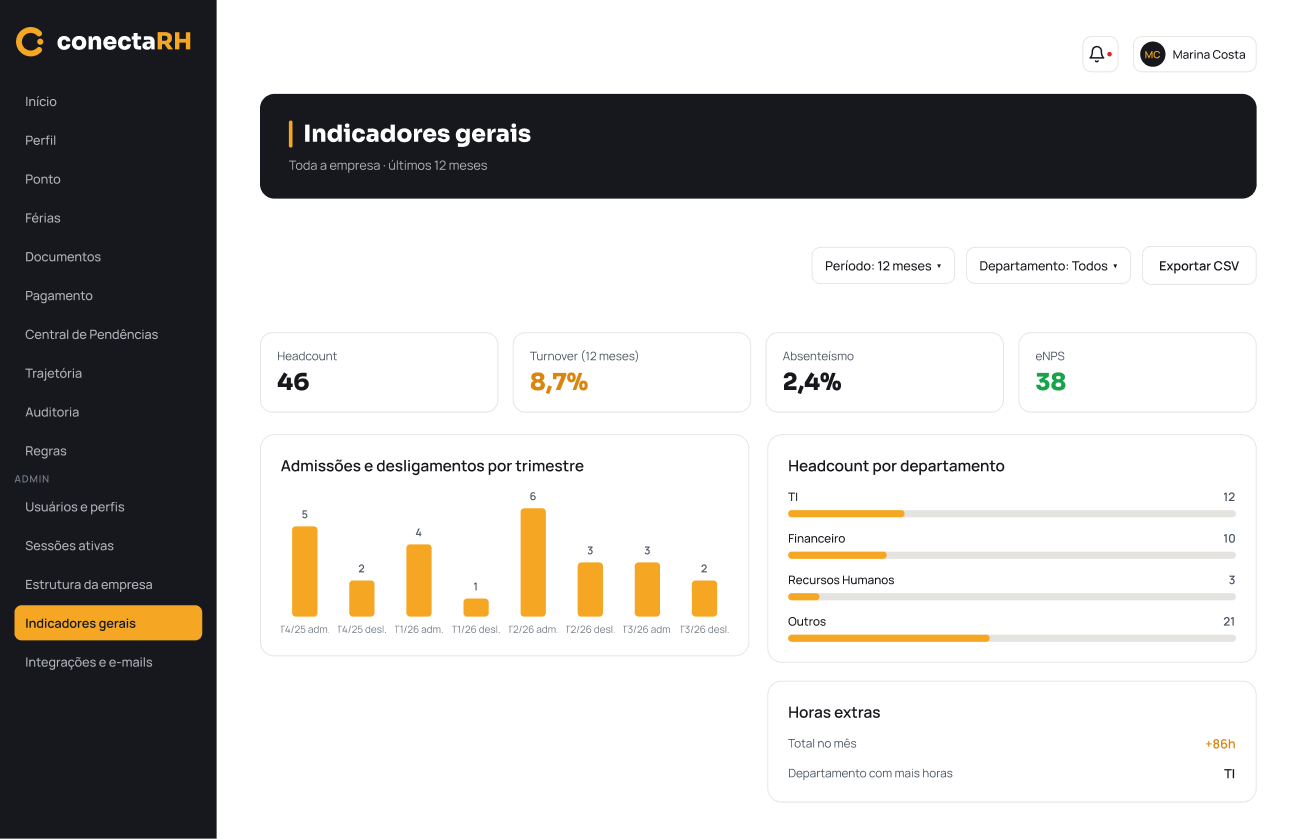 conectaRH
Início
Perfil
Ponto
Férias
Documentos
Pagamento
Central de Pendências
Trajetória
Auditoria
Regras
ADMIN
Usuários e perfis
Sessões ativas
Estrutura da empresa
Indicadores gerais
Integrações e e-mails
MC Marina Costa
Indicadores gerais
Toda a empresa · últimos 12 meses
Período: 12 meses ▾
Departamento: Todos ▾
Exportar CSV
Headcount
46
Turnover (12 meses)
8,7%
Absenteísmo
2,4%
eNPS
38
Admissões e desligamentos por trimestre
5 2 4 1 6 3 3 2
T4/25 adm. T4/25 desl. T1/26 adm. T1/26 desl. T2/26 adm. T2/26 desl. T3/26 adm T3/26 desl.
Headcount por departamento
TI 12
Financeiro 10
Recursos Humanos 3
Outros 21
Horas extras
Total no mês +86h
Departamento com mais horas TI